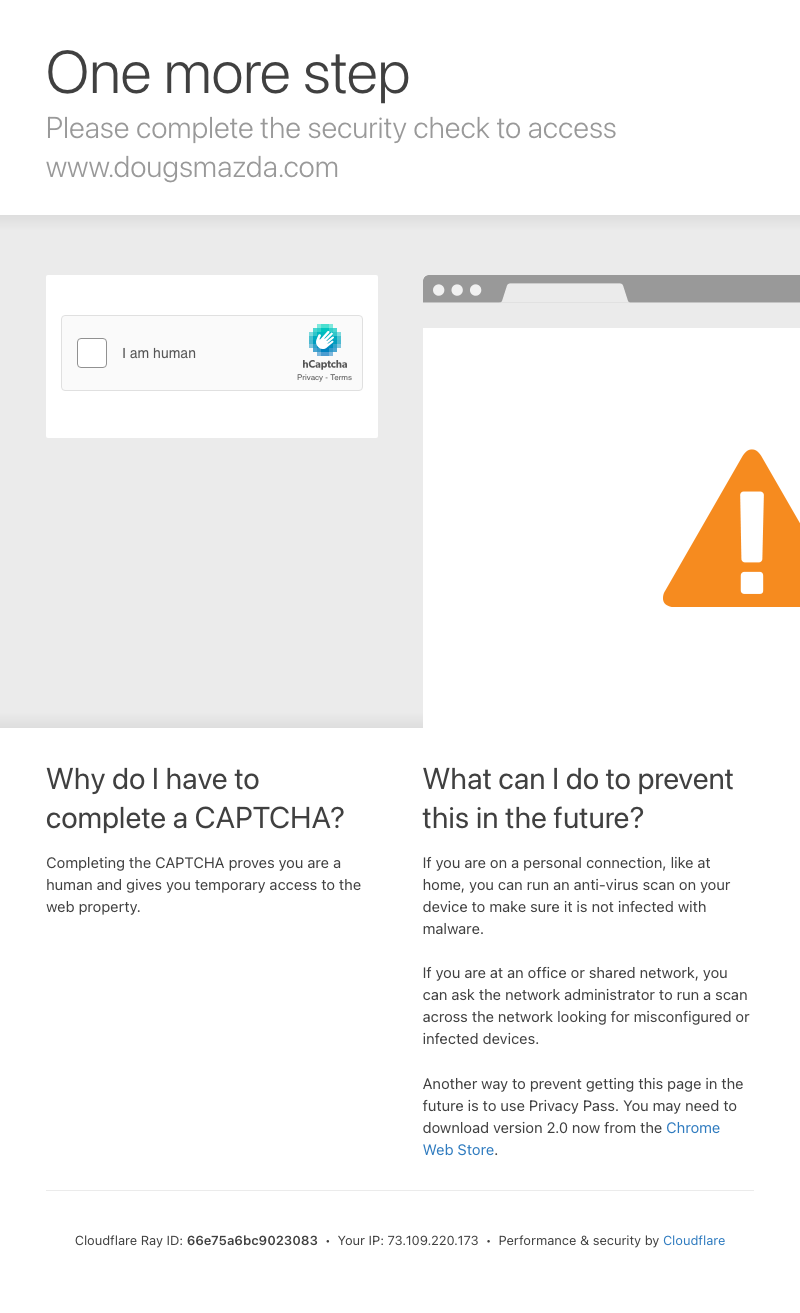 One more step
Please complete the security check to access
www.dougsmazda.com
I am human
hCaptcha
Privacy - Terms
Why do I have to
complete a CAPTCHA?
Completing the CAPTCHA proves you are a
human and gives you temporary access to the
web property.
What can I do to prevent
this in the future?
If you are on a personal connection, like at
home, you can run an anti-virus scan on your
device to make sure it is not infected with
malware.
If you are at an office or shared network, you
can ask the network administrator to run a scan
across the network looking for misconfigured or
infected devices.
Another way to prevent getting this page in the
future is to use Privacy Pass. You may need to
download version 2.0 now from the Chrome
Web Store.
Cloudflare Ray ID: 66e75a6bc9023083 • Your IP: 73.109.220.173 • Performance & security by Cloudflare